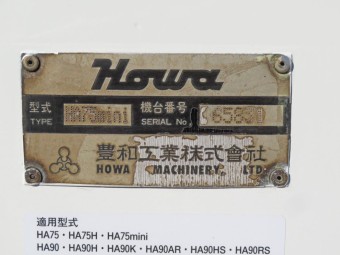 Howa
型式 HA75mini 機台番号
TYPE SERIAL No.
豊和工業株式會社
HOWA MACHINERY, LTD.
適用型式
HA75・HA75H・HA75mini
HA90・HA90H・HA90K・HA90AR・HA90HS・HA90RS